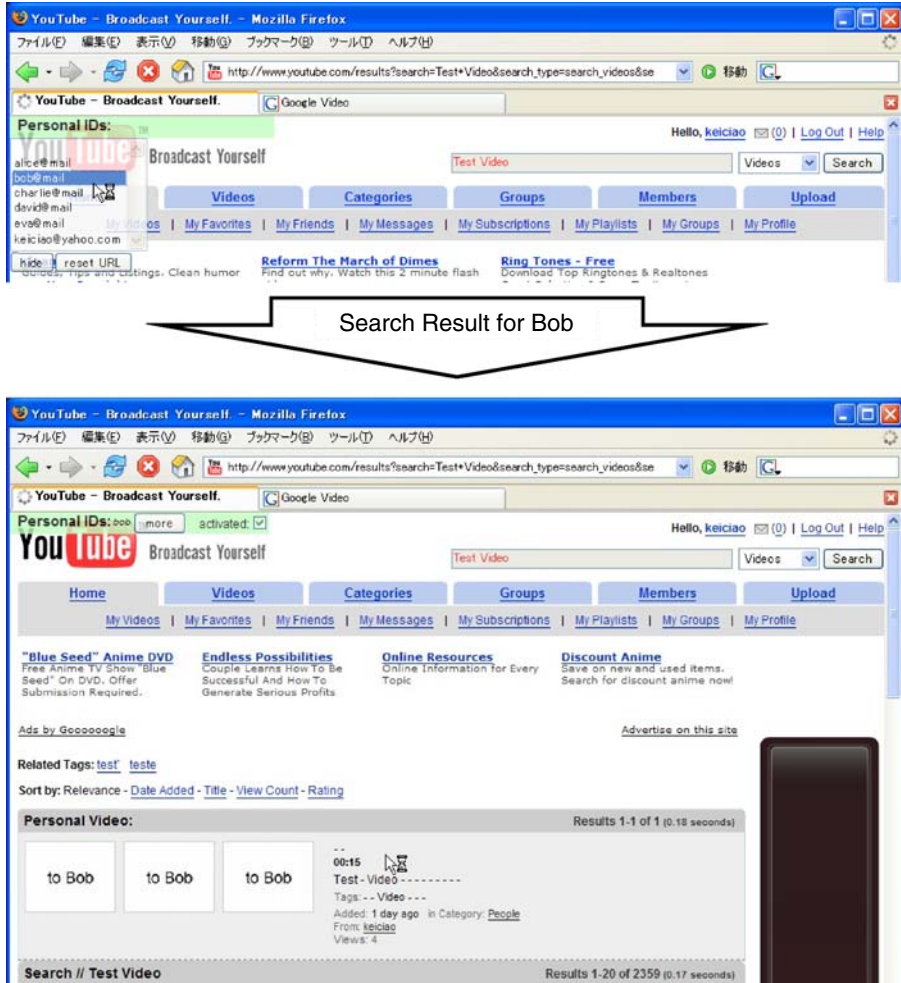 YouTube - Broadcast Yourself. - Mozilla Firefox
ファイル(F) 編集(E) 表示(V) 移動(G) ブックマーク(B) ツール(T) ヘルプ(H)
http://www.youtube.com/results?search=Test+Video&search_type=search_videos&se 移動
YouTube - Broadcast Yourself. Google Video
Personal IDs:
Hello, keiciao (0) | Log Out | Help
You Tube TM Broadcast Yourself
Test Video Videos Search
alice@mail
bob@mail
charlie@mail
david@mail
eva@mail
keiciao@yahoo.com
hide reset URL
Videos Categories Groups Members Upload
My Videos | My Favorites | My Friends | My Messages | My Subscriptions | My Playlists | My Groups | My Profile
Guides, Tips and Listings. Clean humor
Reform The March of Dimes
Find out why. Watch this 2 minute flash
Ring Tones - Free
Download Top Ringtones & Realtones
Search Result for Bob
YouTube - Broadcast Yourself. - Mozilla Firefox
ファイル(F) 編集(E) 表示(V) 移動(G) ブックマーク(B) ツール(T) ヘルプ(H)
http://www.youtube.com/results?search=Test+Video&search_type=search_videos&se 移動
YouTube - Broadcast Yourself. Google Video
Personal IDs: bob more activated:
Hello, keiciao (0) | Log Out | Help
You Tube Broadcast Yourself
Test Video Videos Search
Home Videos Categories Groups Members Upload
My Videos | My Favorites | My Friends | My Messages | My Subscriptions | My Playlists | My Groups | My Profile
"Blue Seed" Anime DVD
Free Anime TV Show "Blue
Seed" On DVD. Offer
Submission Required.
Endless Possibilities
Couple Learns How To Be
Successful And How To
Generate Serious Profits
Online Resources
Online Information for Every
Topic
Discount Anime
Save on new and used items.
Search for discount anime now!
Ads by Goooooogle
Advertise on this site
Related Tags: test' teste
Sort by: Relevance - Date Added - Title - View Count - Rating
Personal Video: Results 1-1 of 1 (0.18 seconds)
to Bob to Bob to Bob
- -
00:15
Test - Video - - - - - - - - -
Tags: - - Video - - -
Added: 1 day ago in Category: People
From: keiciao
Views: 4
Search // Test Video Results 1-20 of 2359 (0.17 seconds)